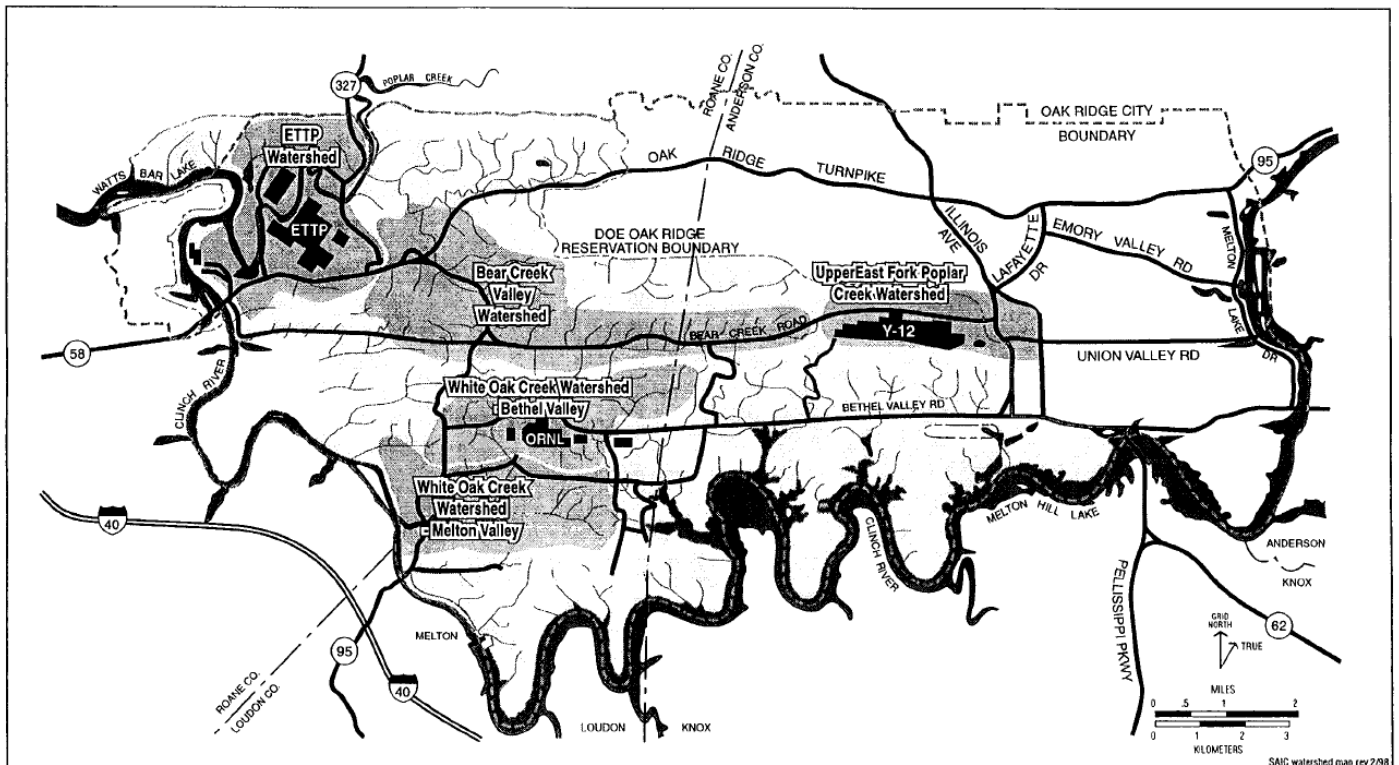 327
POPLAR CREEK
ROANE CO.
ANDERSON CO.
OAK RIDGE CITY
BOUNDARY
ETTP
Watershed
95
WATTS BAR LAKE
OAK RIDGE TURNPIKE
ETTP
ILLINOIS
AVE
LAFAYETTE
DR
EMORY VALLEY RD
MELTON
LAKE
DR
DOE OAK RIDGE
RESERVATION BOUNDARY
Bear Creek
Valley
Watershed
UpperEast Fork Poplar
Creek Watershed
BEAR CREEK ROAD
Y-12
UNION VALLEY RD
58
CLINCH RIVER
White Oak Creek Watershed
- Bethel Valley
BETHEL VALLEY RD
ORNL
White Oak Creek
Watershed
- Melton Valley
40
MELTON HILL LAKE
CLINCH RIVER
ANDERSON
KNOX
PELLISSIPPI PKWY
62
GRID
NORTH
TRUE
MELTON
95
40
ROANE CO.
LOUDON CO.
LOUDON
KNOX
MILES
0 .5 1 2
0 1 2 3
KILOMETERS
SAIC watershed map rev 2/98